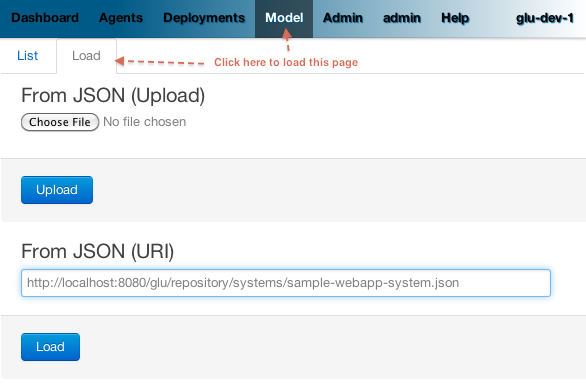 Dashboard Agents Deployments Model Admin admin Help glu-dev-1
List Load Click here to load this page
From JSON (Upload)
Choose File No file chosen
Upload
From JSON (URI)
http://localhost:8080/glu/repository/systems/sample-webapp-system.json
Load